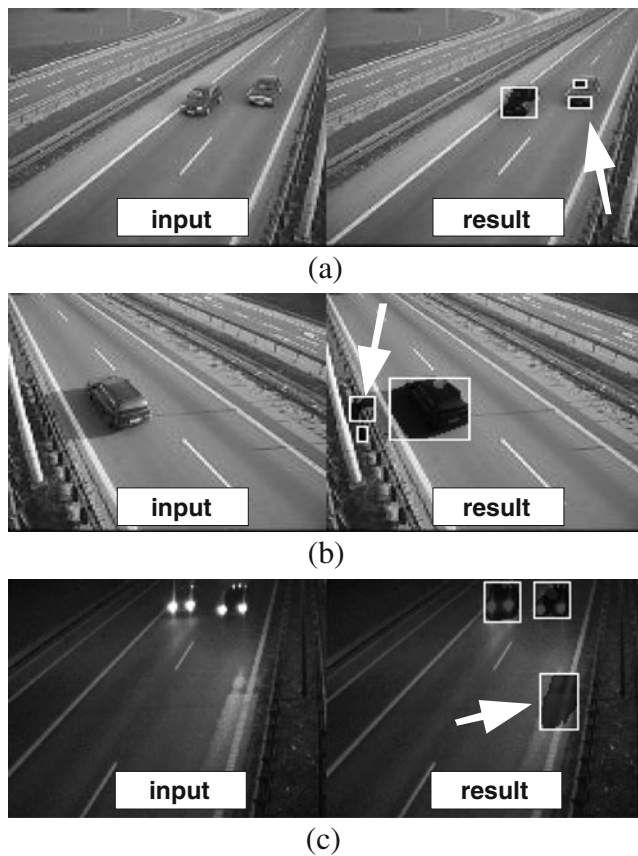 input
result
(a)
input
result
(b)
input
result
(c)